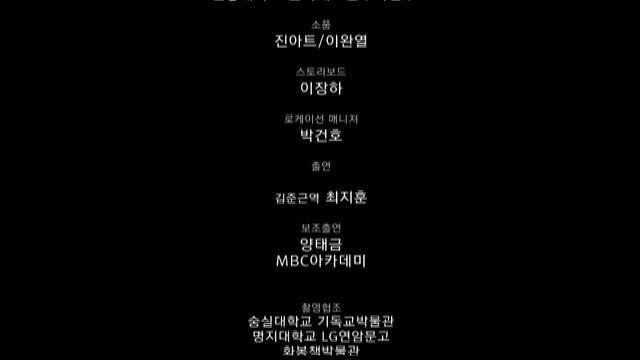 소품
진아트/이완열
스토리보드
이장하
로케이션 매니저
박건호
출연
김준근역 최지훈
보조출연
양태금
MBC아카데미
촬영협조
숭실대학교 기독교박물관
명지대학교 LG연암문고
화봉책박물관